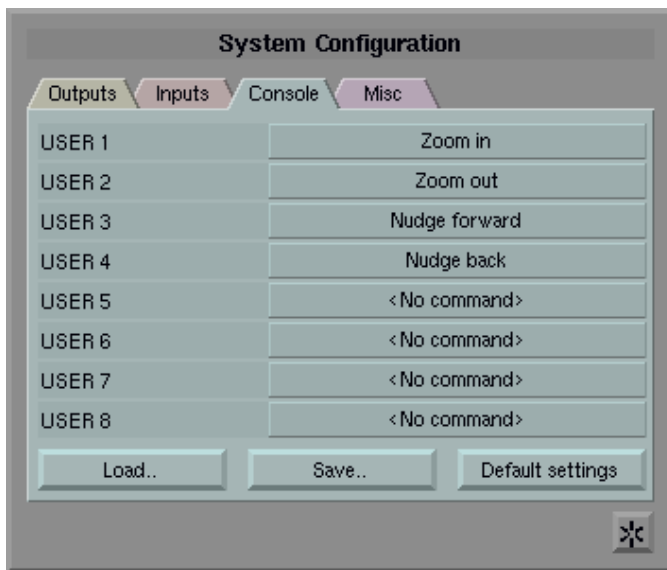 System Configuration
Outputs Inputs Console Misc
USER 1 Zoom in
USER 2 Zoom out
USER 3 Nudge forward
USER 4 Nudge back
USER 5 <No command>
USER 6 <No command>
USER 7 <No command>
USER 8 <No command>
Load.. Save.. Default settings